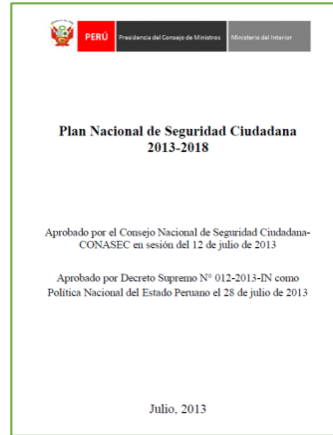 PERÚ Presidencia del Consejo de Ministros Ministerio del Interior
Plan Nacional de Seguridad Ciudadana
2013-2018
Aprobado por el Consejo Nacional de Seguridad Ciudadana-
CONASEC en sesión del 12 de julio de 2013
Aprobado por Decreto Supremo N° 012-2013-IN como
Política Nacional del Estado Peruano el 28 de julio de 2013
Julio, 2013